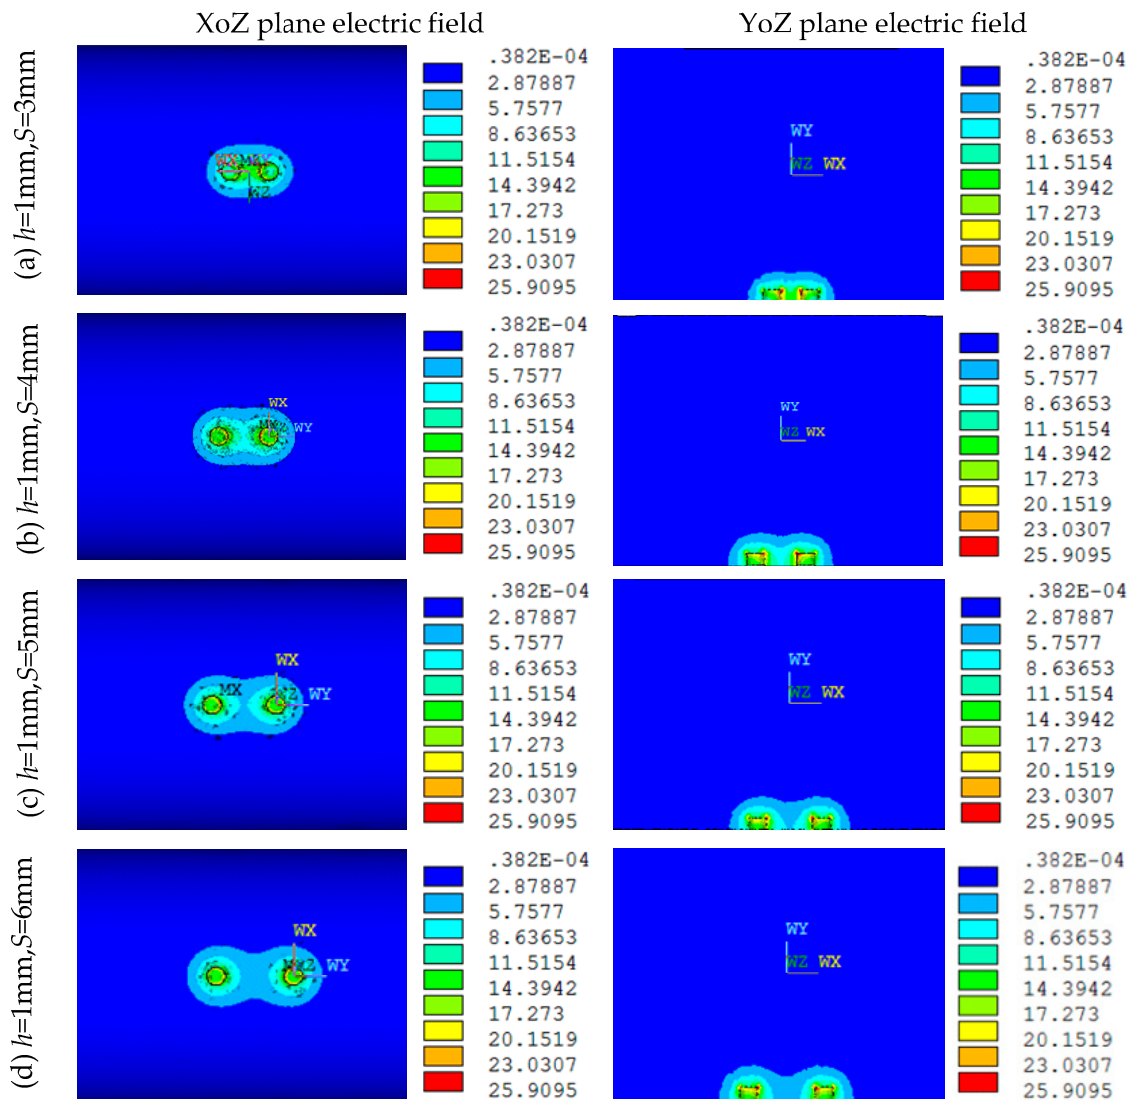 XoZ plane electric field
YoZ plane electric field
(a) h=1mm,S=3mm
WX
WZ
.382E-04
2.87887
5.7577
8.63653
11.5154
14.3942
17.273
20.1519
23.0307
25.9095
WY
WZ WX
.382E-04
2.87887
5.7577
8.63653
11.5154
14.3942
17.273
20.1519
23.0307
25.9095
(b) h=1mm,S=4mm
WX
WY
.382E-04
2.87887
5.7577
8.63653
11.5154
14.3942
17.273
20.1519
23.0307
25.9095
WY
WZ WX
.382E-04
2.87887
5.7577
8.63653
11.5154
14.3942
17.273
20.1519
23.0307
25.9095
(c) h=1mm,S=5mm
WX
MX
WZ WY
.382E-04
2.87887
5.7577
8.63653
11.5154
14.3942
17.273
20.1519
23.0307
25.9095
WY
WZ WX
.382E-04
2.87887
5.7577
8.63653
11.5154
14.3942
17.273
20.1519
23.0307
25.9095
(d) h=1mm,S=6mm
WX
WZ WY
.382E-04
2.87887
5.7577
8.63653
11.5154
14.3942
17.273
20.1519
23.0307
25.9095
WY
WZ WX
.382E-04
2.87887
5.7577
8.63653
11.5154
14.3942
17.273
20.1519
23.0307
25.9095